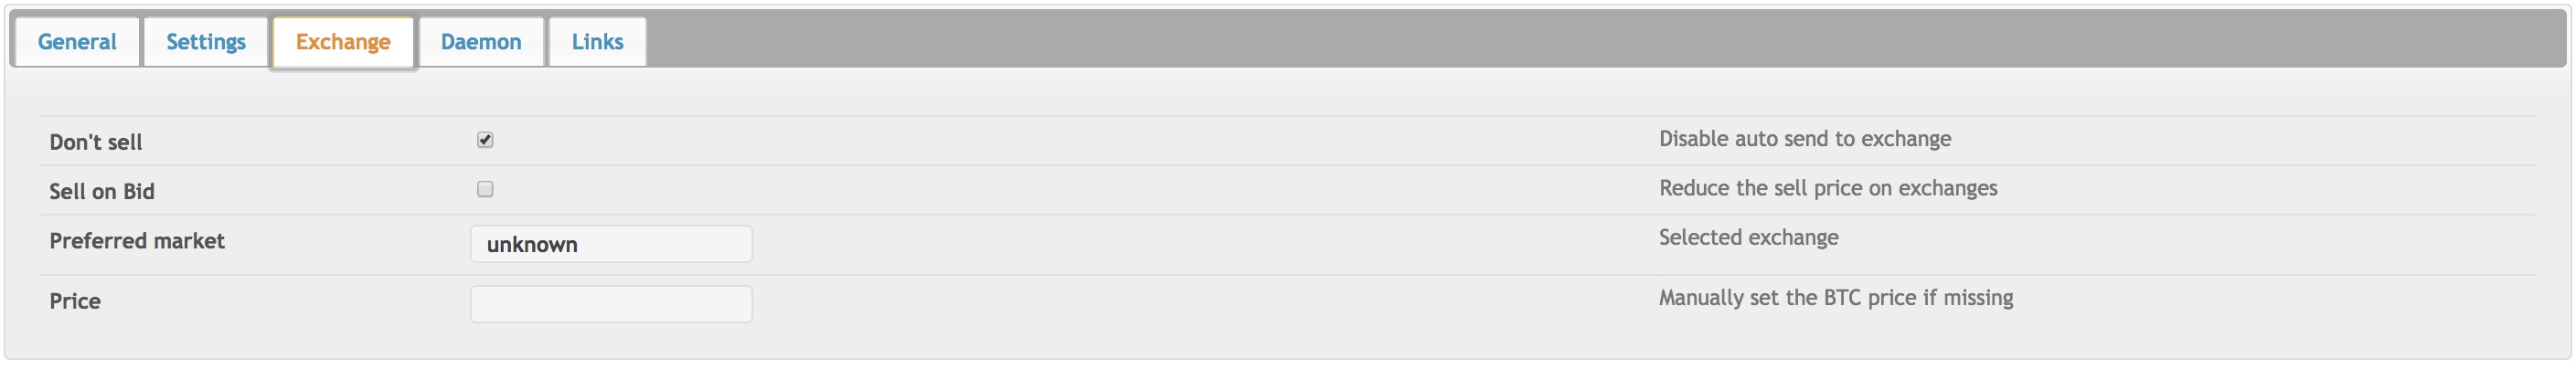 General Settings Exchange Daemon Links
Don't sell Disable auto send to exchange
Sell on Bid Reduce the sell price on exchanges
Preferred market unknown Selected exchange
Price Manually set the BTC price if missing